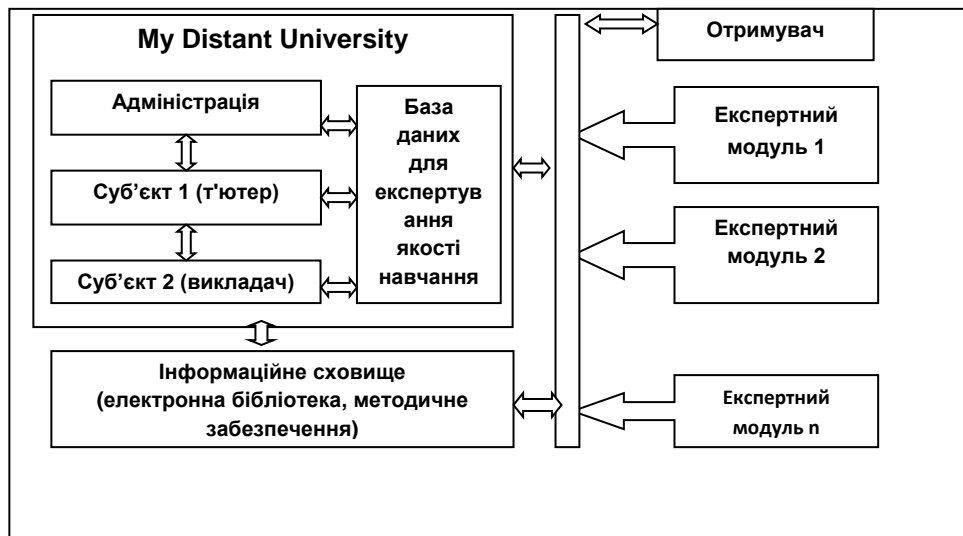 My Distant University
Адміністрація
Суб’єкт 1 (т'ютер)
Суб’єкт 2 (викладач)
База
даних
для
експертув
ання
якості
навчання
Інформаційне сховище
(електронна бібліотека, методичне
забезпечення)
Отримувач
Експертний
модуль 1
Експертний
модуль 2
Експертний
модуль n